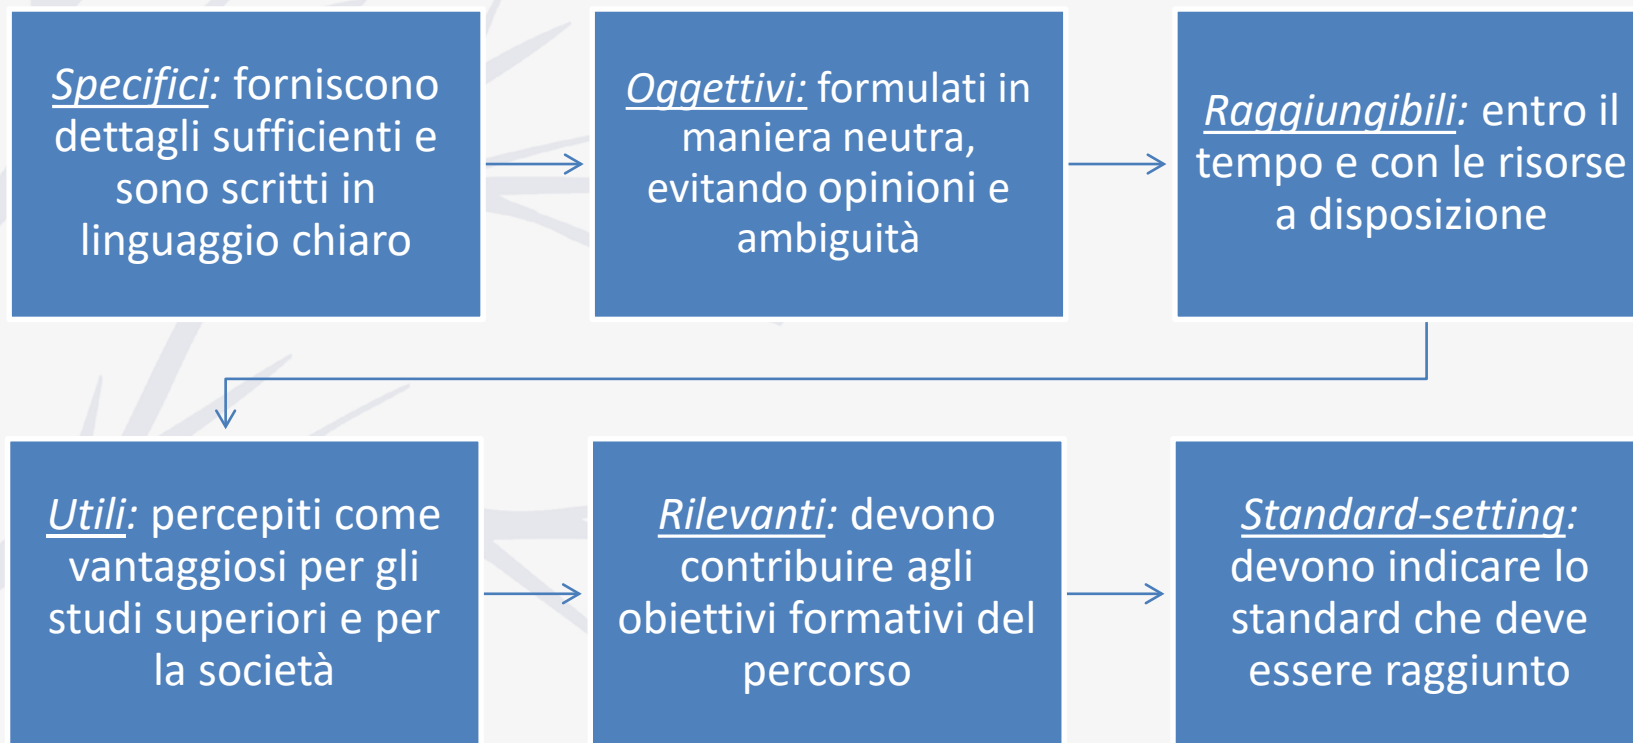 Specifici: forniscono
dettagli sufficienti e
sono scritti in
linguaggio chiaro
Oggettivi: formulati in
maniera neutra,
evitando opinioni e
ambiguità
Raggiungibili: entro il
tempo e con le risorse
a disposizione
Utili: percepiti come
vantaggiosi per gli
studi superiori e per
la società
Rilevanti: devono
contribuire agli
obiettivi formativi del
percorso
Standard-setting:
devono indicare lo
standard che deve
essere raggiunto